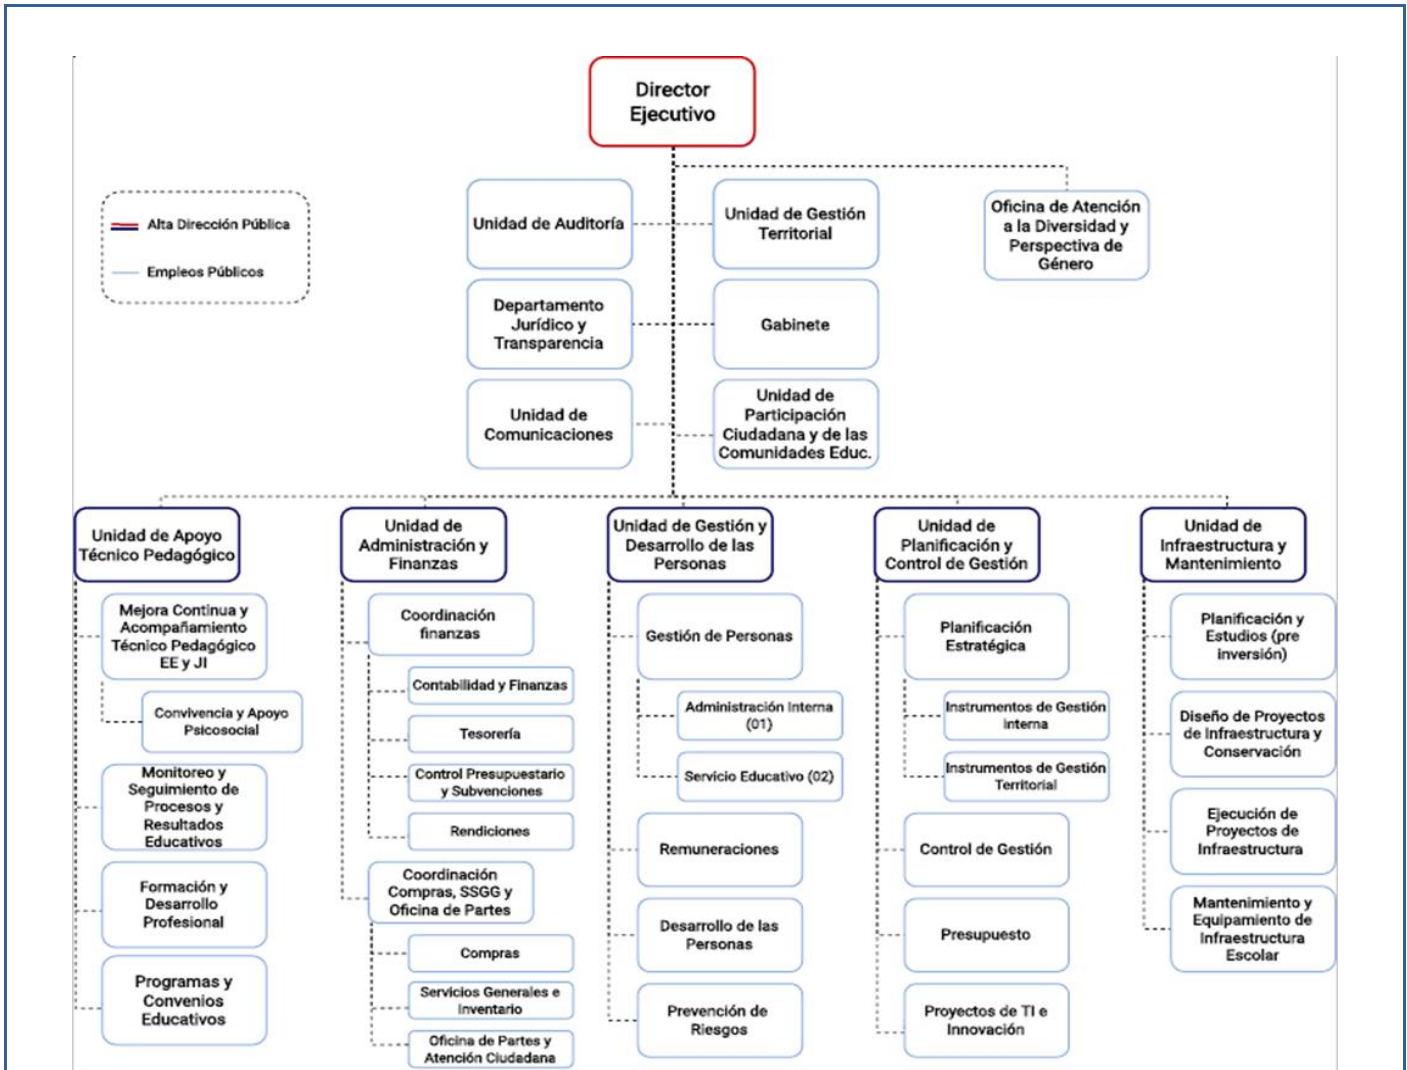 Director
Ejecutivo
Alta Dirección Pública
Empleos Públicos
Unidad de Auditoría
Unidad de Gestión
Territorial
Oficina de Atención
a la Diversidad y
Perspectiva de
Género
Departamento
Jurídico y
Transparencia
Gabinete
Unidad de
Comunicaciones
Unidad de
Participación
Ciudadana y de las
Comunidades Educ.
Unidad de Apoyo
Técnico Pedagógico
Mejora Continua y
Acompañamiento
Técnico Pedagógico
EE y JI
Convivencia y Apoyo
Psicosocial
Monitoreo y
Seguimiento de
Procesos y
Resultados
Educativos
Formación y
Desarrollo
Profesional
Programas y
Convenios
Educativos
Unidad de
Administración y
Finanzas
Coordinación
finanzas
Contabilidad y Finanzas
Tesorería
Control Presupuestario
y Subvenciones
Rendiciones
Coordinación
Compras, SSGG y
Oficina de Partes
Compras
Servicios Generales e
Inventario
Oficina de Partes y
Atención Ciudadana
Unidad de Gestión y
Desarrollo de las
Personas
Gestión de Personas
Administración Interna
(01)
Servicio Educativo (02)
Remuneraciones
Desarrollo de las
Personas
Prevención de
Riesgos
Unidad de
Planificación y
Control de Gestión
Planificación
Estratégica
Instrumentos de Gestión
interna
Instrumentos de Gestión
Territorial
Control de Gestión
Presupuesto
Proyectos de TI e
Innovación
Unidad de
Infraestructura y
Mantenimiento
Planificación y
Estudios (pre
inversión)
Diseño de Proyectos
de Infraestructura y
Conservación
Ejecución de
Proyectos de
Infraestructura
Mantenimiento y
Equipamiento de
Infraestructura
Escolar